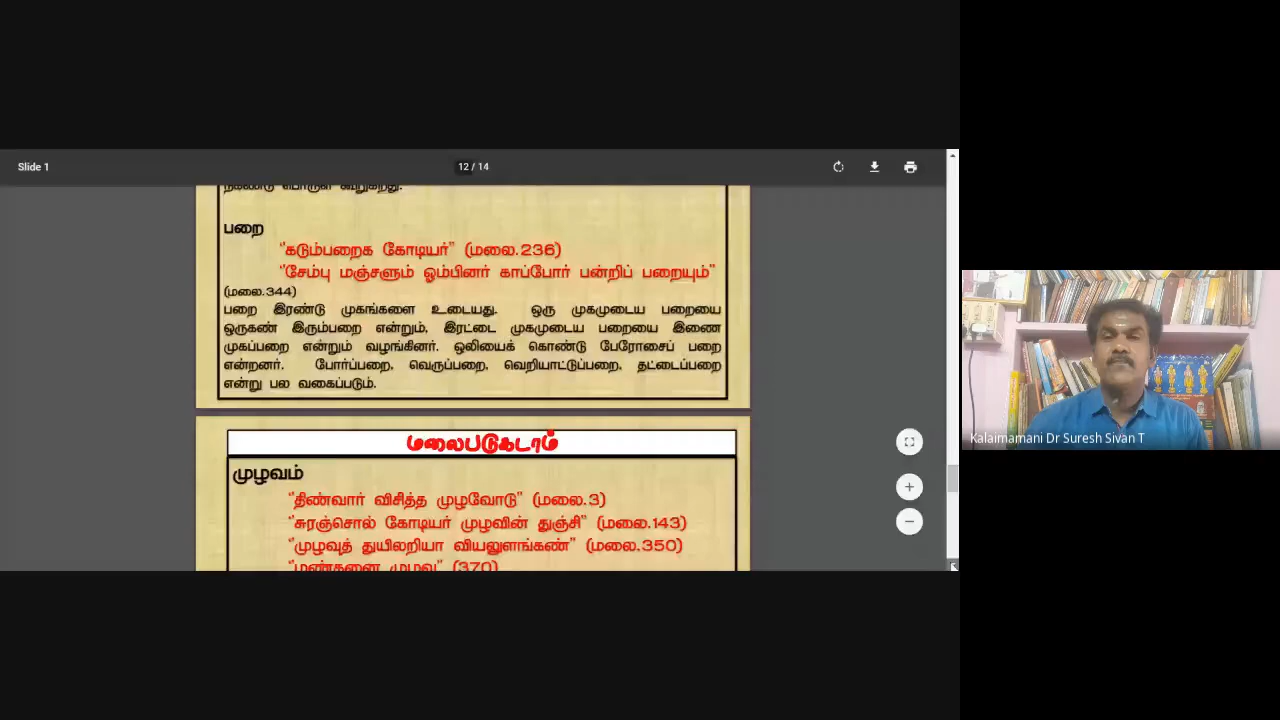 Slide 1
12 / 14
பறை
"கடும்பறைக கோடியர்" (மலை.236)
"சேம்பு மஞ்சளும் ஓம்பினர் காப்போர் பன்றிப் பறையும்"
(மலை.344)
பறை இரண்டு முகங்களை உடையது. ஒரு முகமுடைய பறையை
ஒருகண் இரும்பறை என்றும், இரட்டை முகமுடைய பறையை இணை
முகப்பறை என்றும் வழங்கினர். ஒலியைக் கொண்டு பேரோசைப் பறை
என்றனர். போர்ப்பறை, வெருப்பறை, வெறியாட்டுப்பறை, தட்டைப்பறை
என்று பல வகைப்படும்.
மலைபடுகடாம்
முழவம்
"திண்வார் விசித்த முழவோடு" (மலை.3)
"சுரஞ்சொல் கோடியர் முழவின் துஞ்சி" (மலை.143)
"முழவுத் துயிலறியா வியலுளங்கண்" (மலை.350)
"மண்கனை முழவு" (370)
Kalaimamani Dr Suresh Sivan T